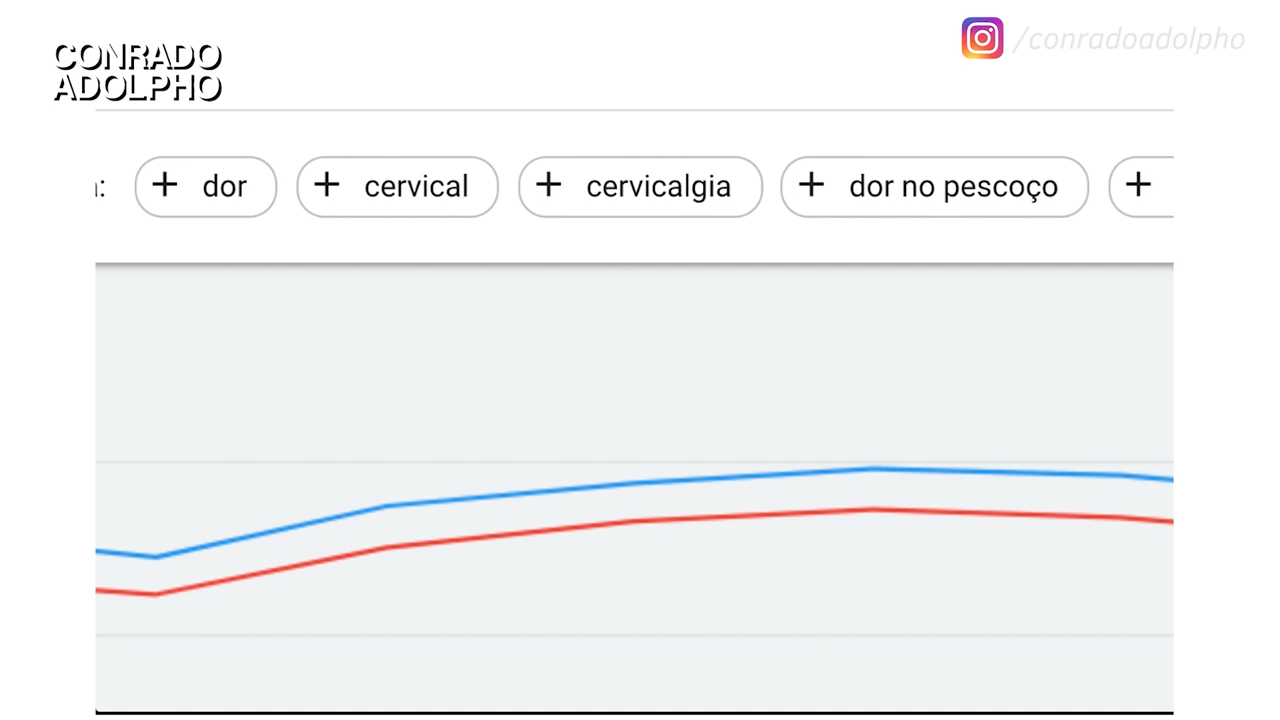 CONRADO
ADOLPHO
/conradoadolpho
: + dor + cervical + cervicalgia + dor no pescoço +